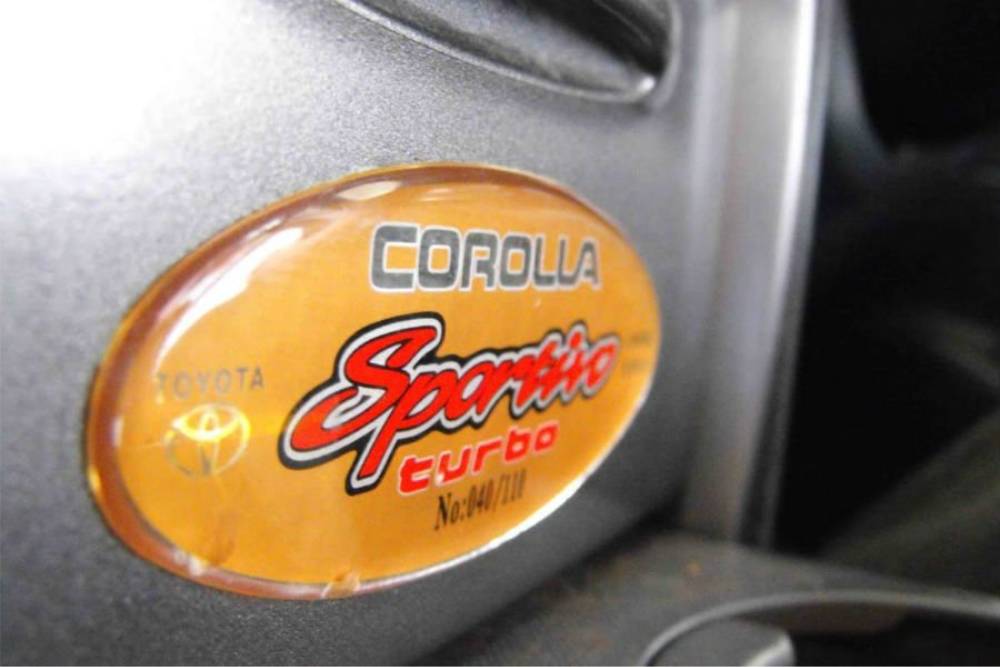 COROLLA
Sportivo
TOYOTA
turbo
No:040/110